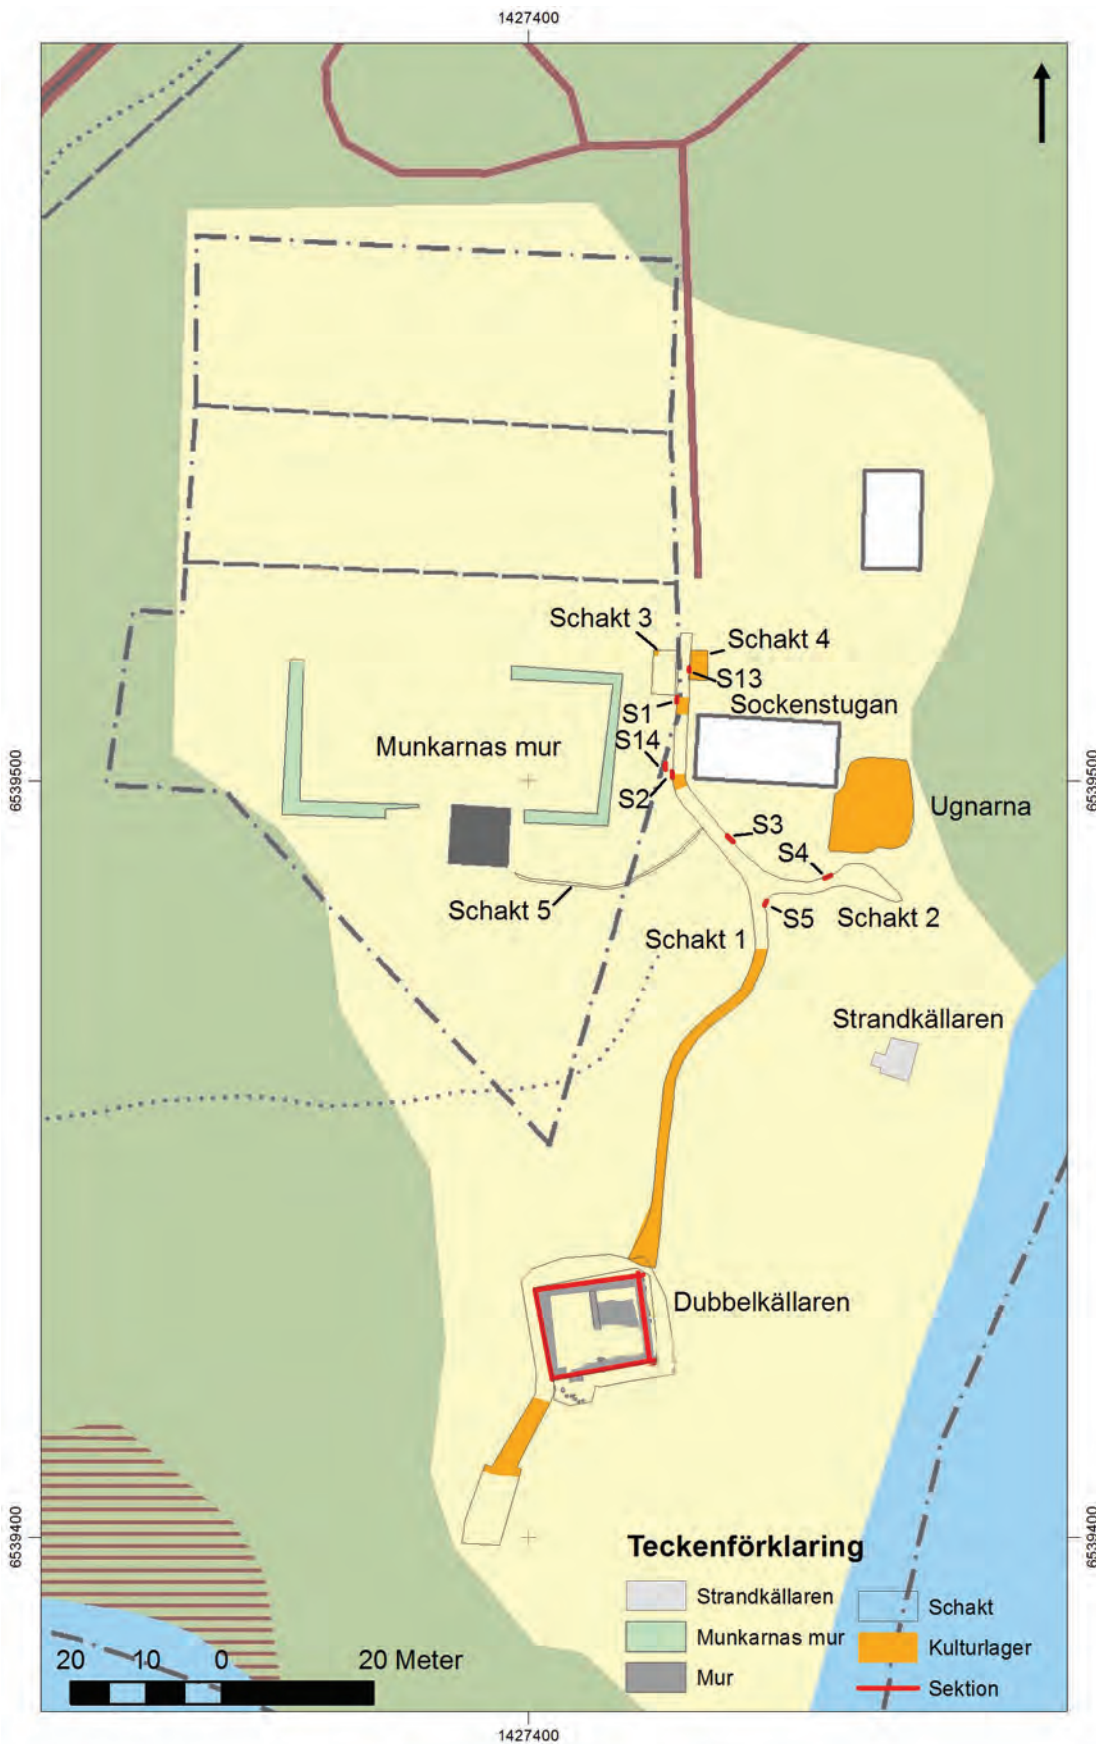 1427400
Schakt 3
Schakt 4
S13
Sockenstugan
S1
S14
Munkarnas mur
6539500
6539500
S2
Ugnarna
S3
S4
Schakt 5
S5
Schakt 2
Schakt 1
Strandkällaren
Dubbelkällaren
6539400
6539400
Teckenförklaring
Strandkällaren
Munkarnas mur
Mur
Schakt
Kulturlager
Sektion
20 10 0 20 Meter
1427400